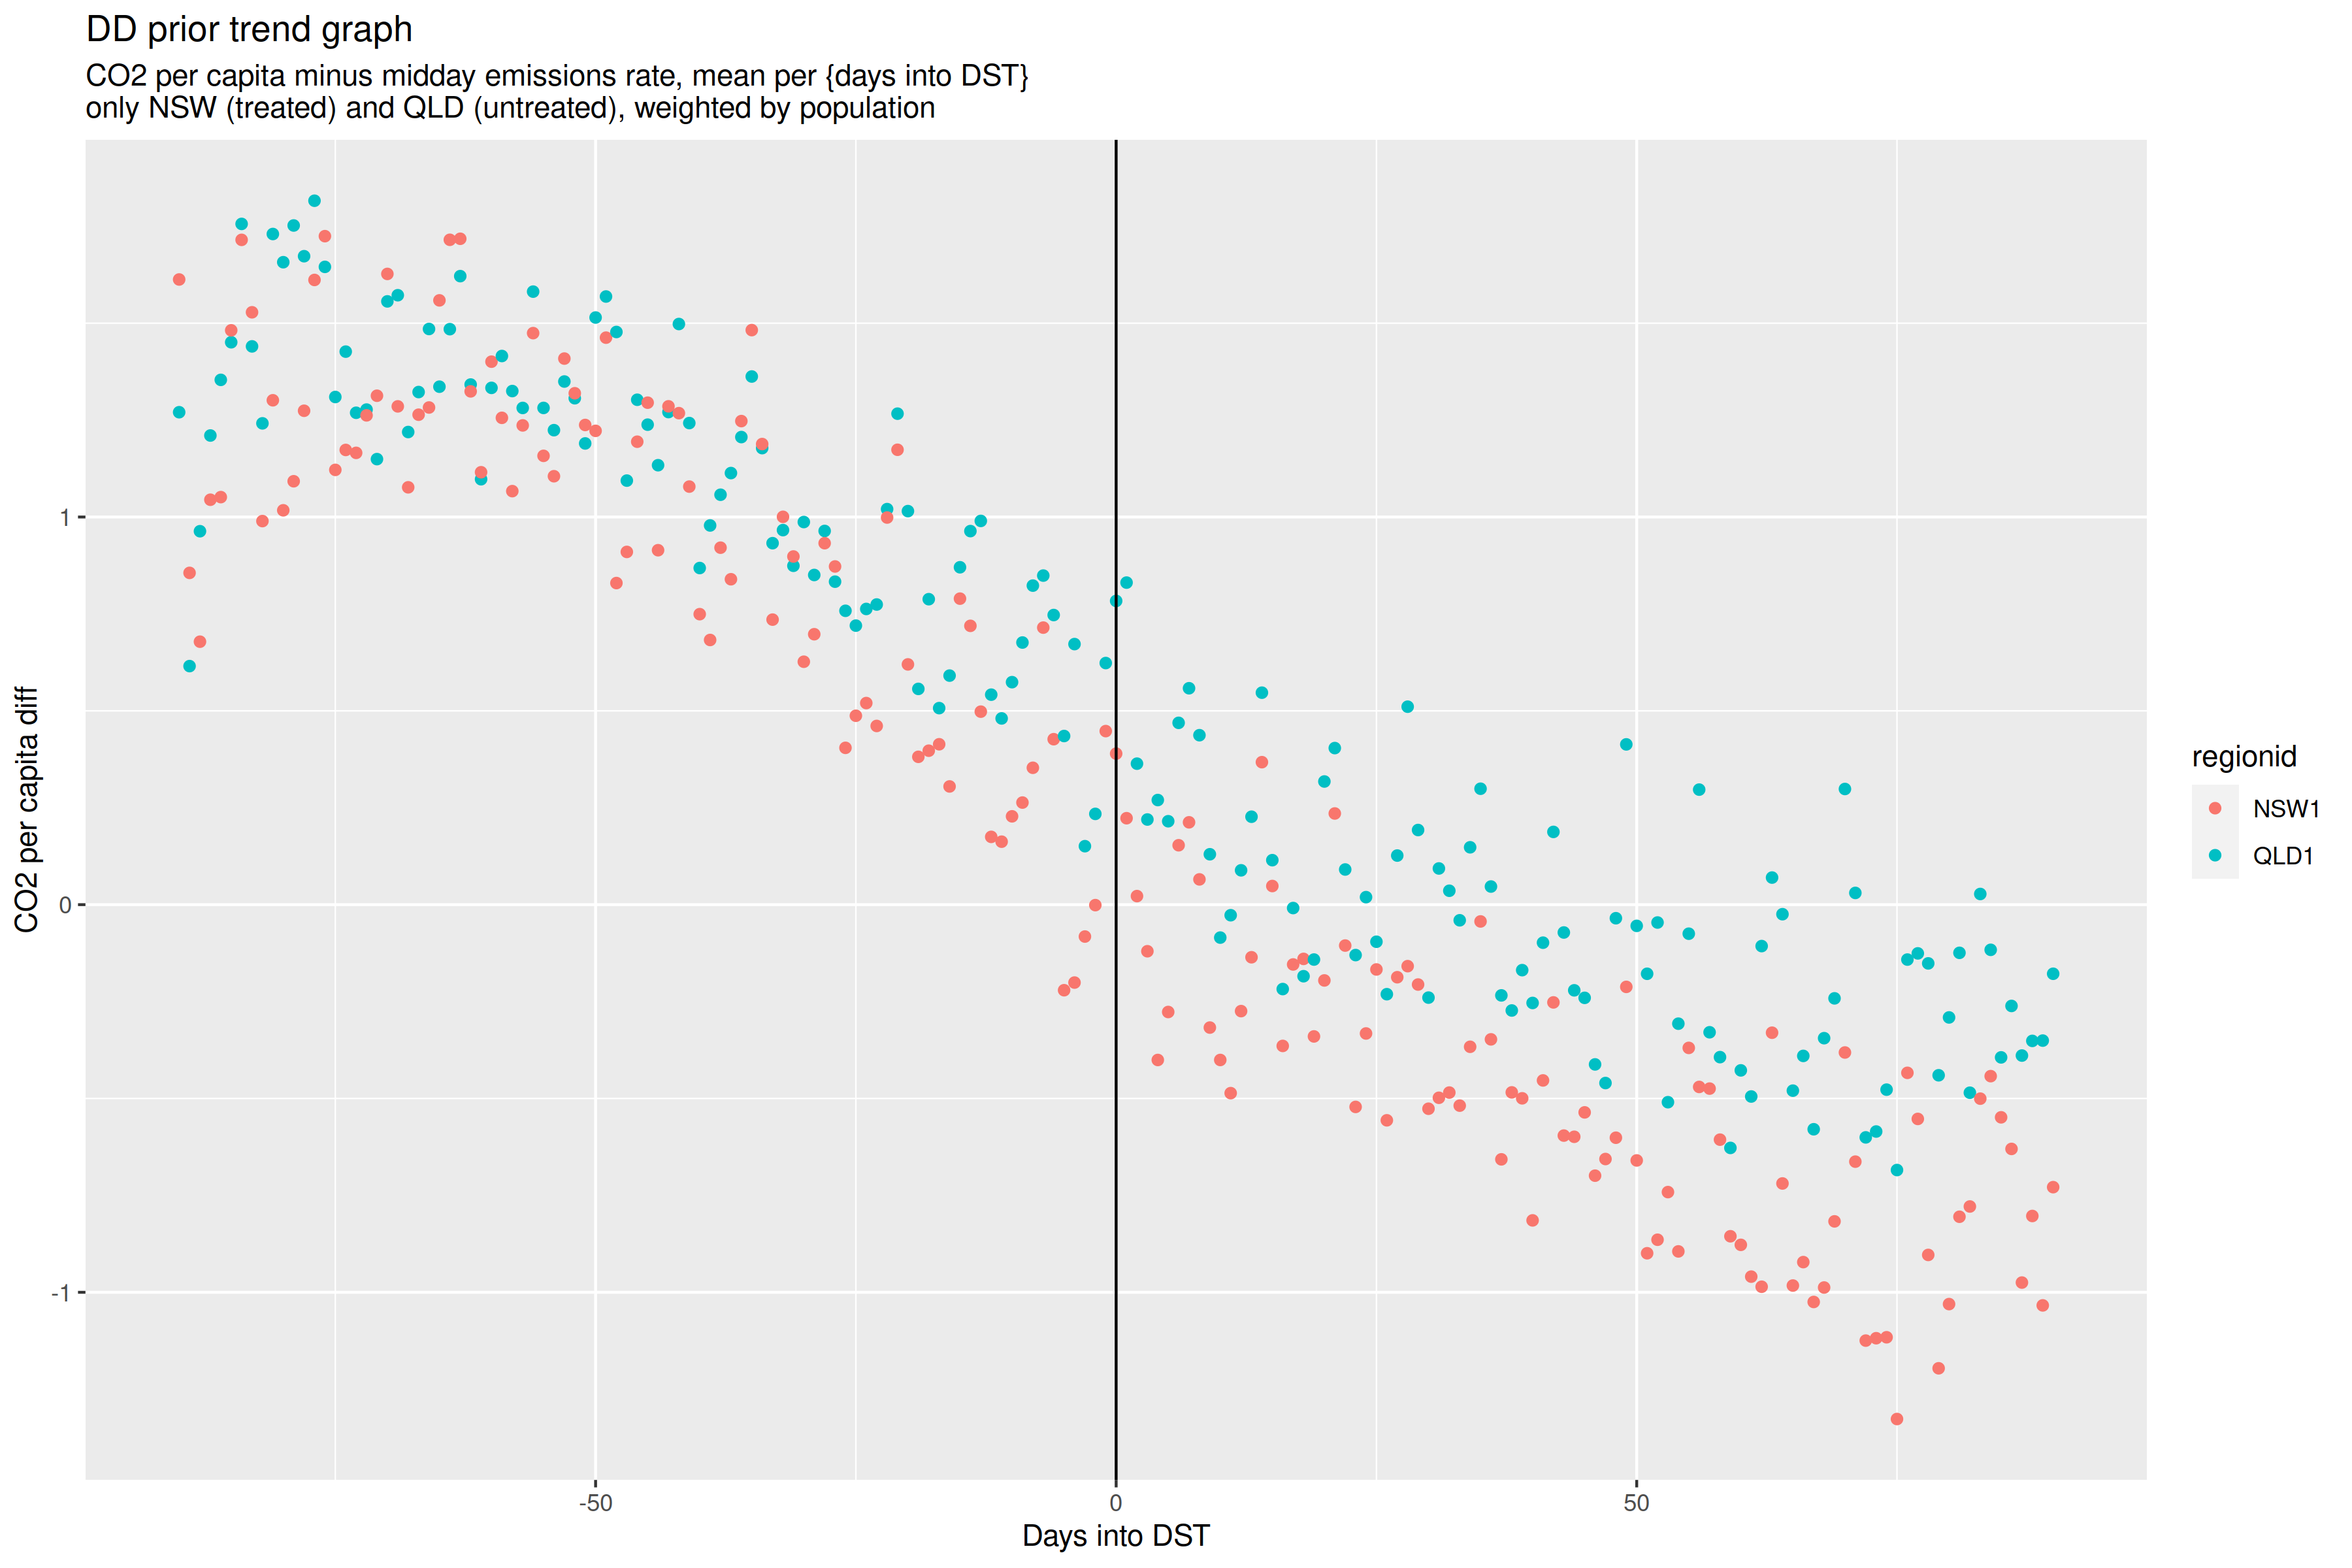 DD prior trend graph
CO2 per capita minus midday emissions rate, mean per {days into DST}
only NSW (treated) and QLD (untreated), weighted by population
CO2 per capita diff
1
0
-1
-50
0
50
Days into DST
regionid
NSW1
QLD1